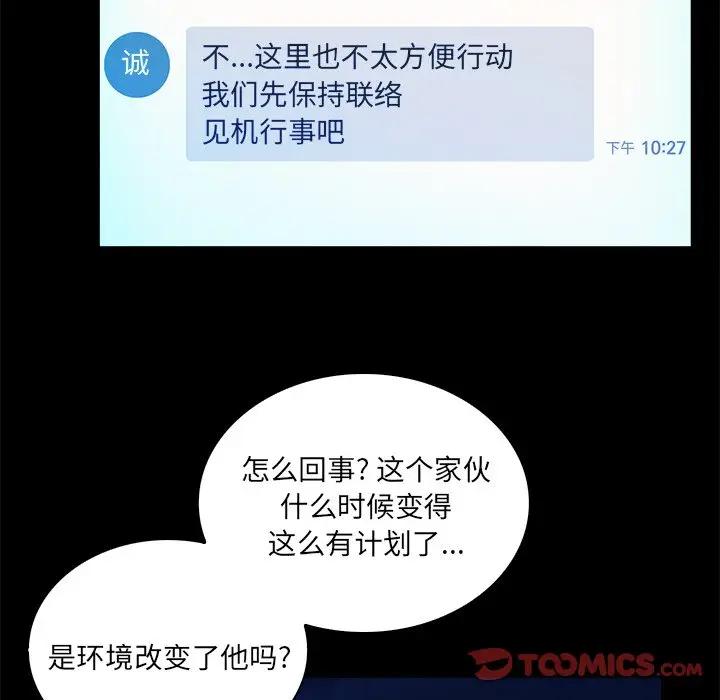 诚
不...这里也不太方便行动
我们先保持联络
见机行事吧
下午 10:27
怎么回事? 这个家伙
什么时候变得
这么有计划了...
是环境改变了他吗?
TOOMICS.COM